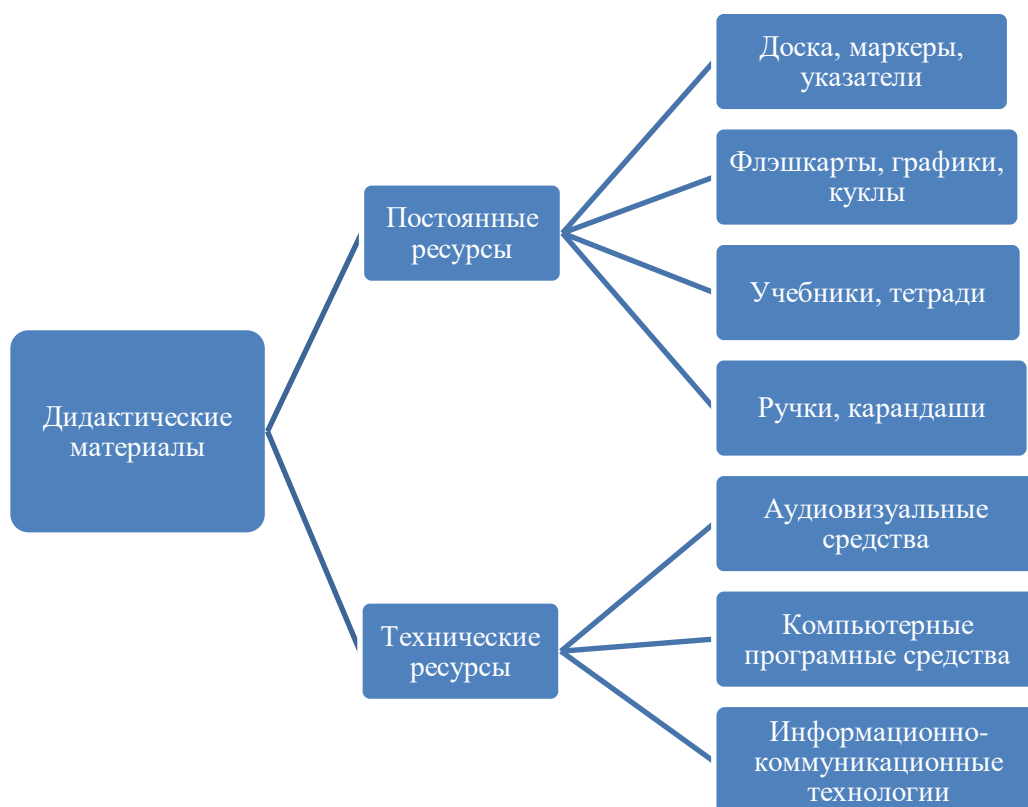 Дидактические
материалы
Постоянные
ресурсы
Доска, маркеры,
указатели
Флэшкарты, графики,
куклы
Учебники, тетради
Ручки, карандаши
Технические
ресурсы
Аудиовизуальные
средства
Компьютерные
програмные средства
Информационно-
коммуникационные
технологии